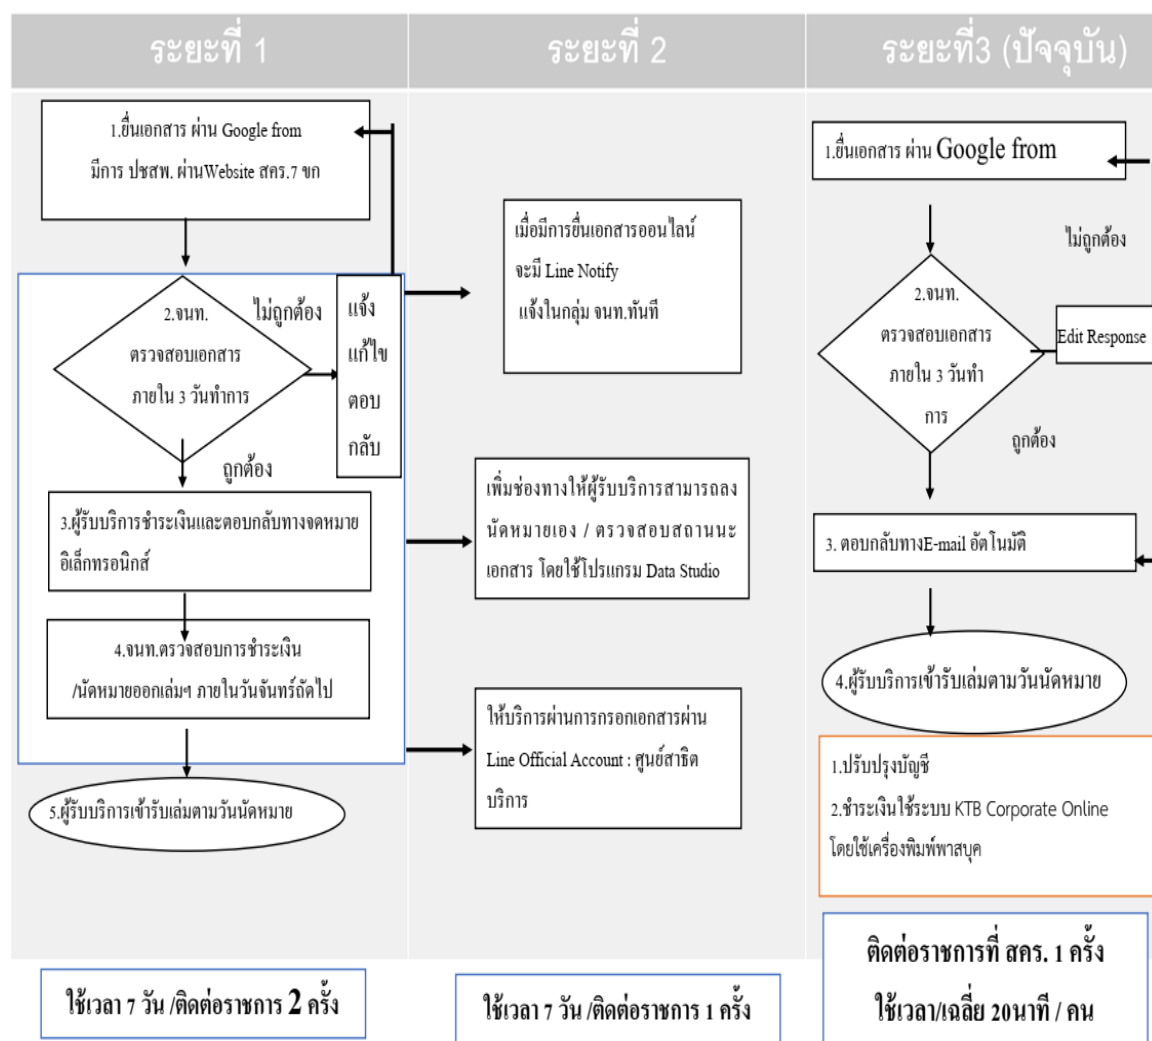 ระยะที่ 1
1.ยื่นเอกสาร ผ่าน Google from
มีการ ปชสพ. ผ่านWebsite สคร.7 ขก
2.จนท.
ตรวจสอบเอกสาร
ภายใน 3 วันทำการ
ไม่ถูกต้อง
แจ้ง
แก้ไข
ตอบ
กลับ
ถูกต้อง
3.ผู้รับบริการชำระเงินและตอบกลับทางจดหมาย
อิเล็กทรอนิกส์
4.จนท.ตรวจสอบการชำระเงิน
/นัดหมายออกเล่มฯ ภายในวันจันทร์ถัดไป
5.ผู้รับบริการเข้ารับเล่มตามวันนัดหมาย
ใช้เวลา 7 วัน /ติดต่อราชการ 2 ครั้ง
ระยะที่ 2
เมื่อมีการยื่นเอกสารออนไลน์
จะมี Line Notify
แจ้งในกลุ่ม จนท.ทันที
เพิ่มช่องทางให้ผู้รับบริการสามารถลง
นัดหมายเอง / ตรวจสอบสถานนะ
เอกสาร โดยใช้โปรแกรม Data Studio
ให้บริการผ่านการกรอกเอกสารผ่าน
Line Official Account : ศูนย์สาธิต
บริการ
ใช้เวลา 7 วัน /ติดต่อราชการ 1 ครั้ง
ระยะที่3 (ปัจจุบัน)
1.ยื่นเอกสาร ผ่าน Google from
ไม่ถูกต้อง
2.จนท.
ตรวจสอบเอกสาร
ภายใน 3 วันทำ
การ
Edit Response
ถูกต้อง
3. ตอบกลับทางE-mail อัตโนมัติ
4.ผู้รับบริการเข้ารับเล่มตามวันนัดหมาย
1.ปรับปรุงบัญชี
2.ชำระเงินใช้ระบบ KTB Corporate Online
โดยใช้เครื่องพิมพ์พาสบุค
ติดต่อราชการที่ สคร. 1 ครั้ง
ใช้เวลา/เฉลี่ย 20นาที / คน